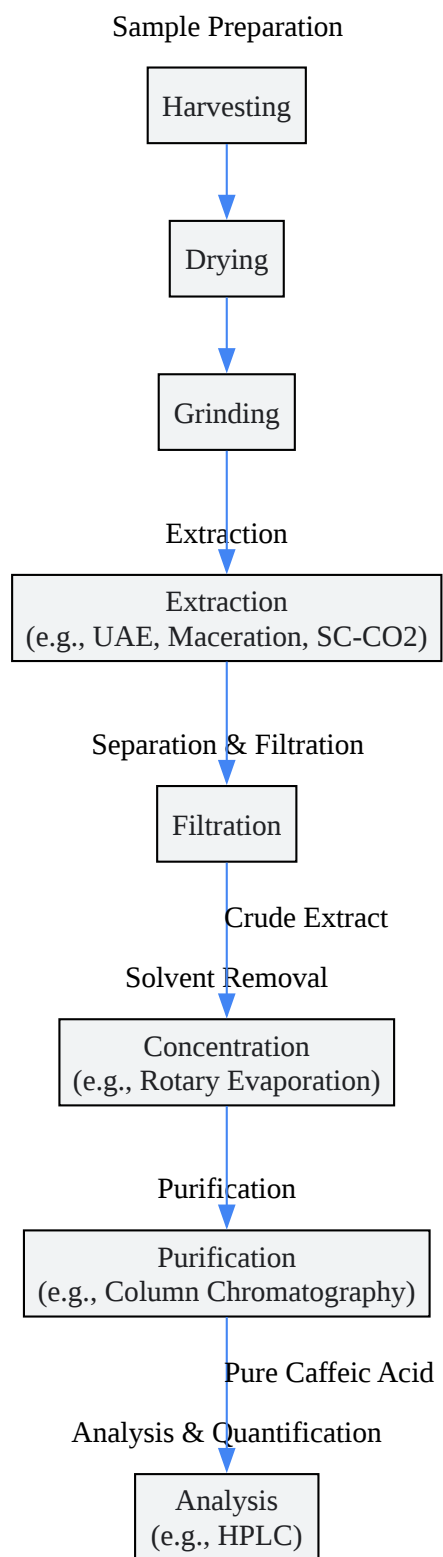 Sample Preparation
Harvesting
Drying
Grinding
Extraction
Extraction
(e.g., UAE, Maceration, SC-CO2)
Separation & Filtration
Filtration
Crude Extract
Solvent Removal
Concentration
(e.g., Rotary Evaporation)
Purification
Purification
(e.g., Column Chromatography)
Pure Caffeic Acid
Analysis & Quantification
Analysis
(e.g., HPLC)